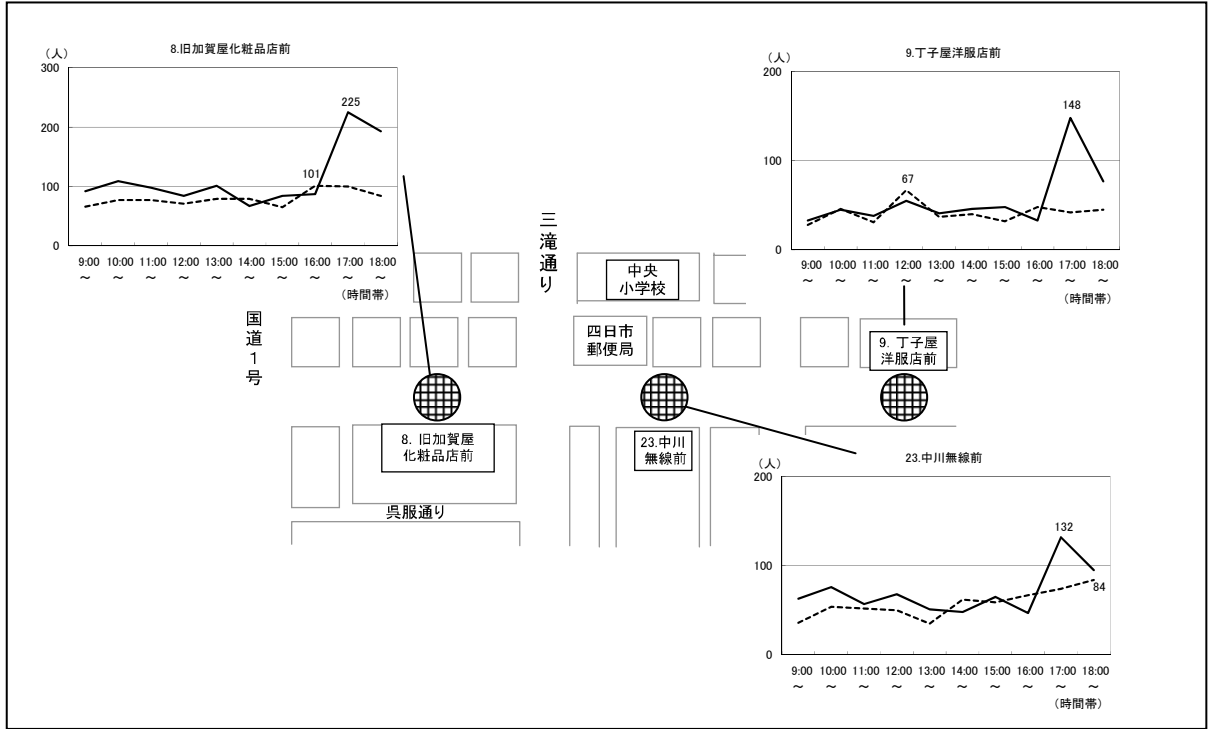 8.旧加賀屋化粧品店前
（人）
300
200
100
0
225
101
9:00 10:00 11:00 12:00 13:00 14:00 15:00 16:00 17:00 18:00
～ ～ ～ ～ ～ ～ ～ ～ ～ ～
（時間帯）
9.丁子屋洋服店前
（人）
200
100
0
148
67
9:00 10:00 11:00 12:00 13:00 14:00 15:00 16:00 17:00 18:00
～ ～ ～ ～ ～ ～ ～ ～ ～ ～
（時間帯）
三滝通り
中央
小学校
国道1号
四日市
郵便局
9. 丁子屋
洋服店前
8. 旧加賀屋
化粧品店前
23.中川
無線前
呉服通り
23.中川無線前
（人）
200
100
0
132
84
9:00 10:00 11:00 12:00 13:00 14:00 15:00 16:00 17:00 18:00
～ ～ ～ ～ ～ ～ ～ ～ ～ ～
（時間帯）